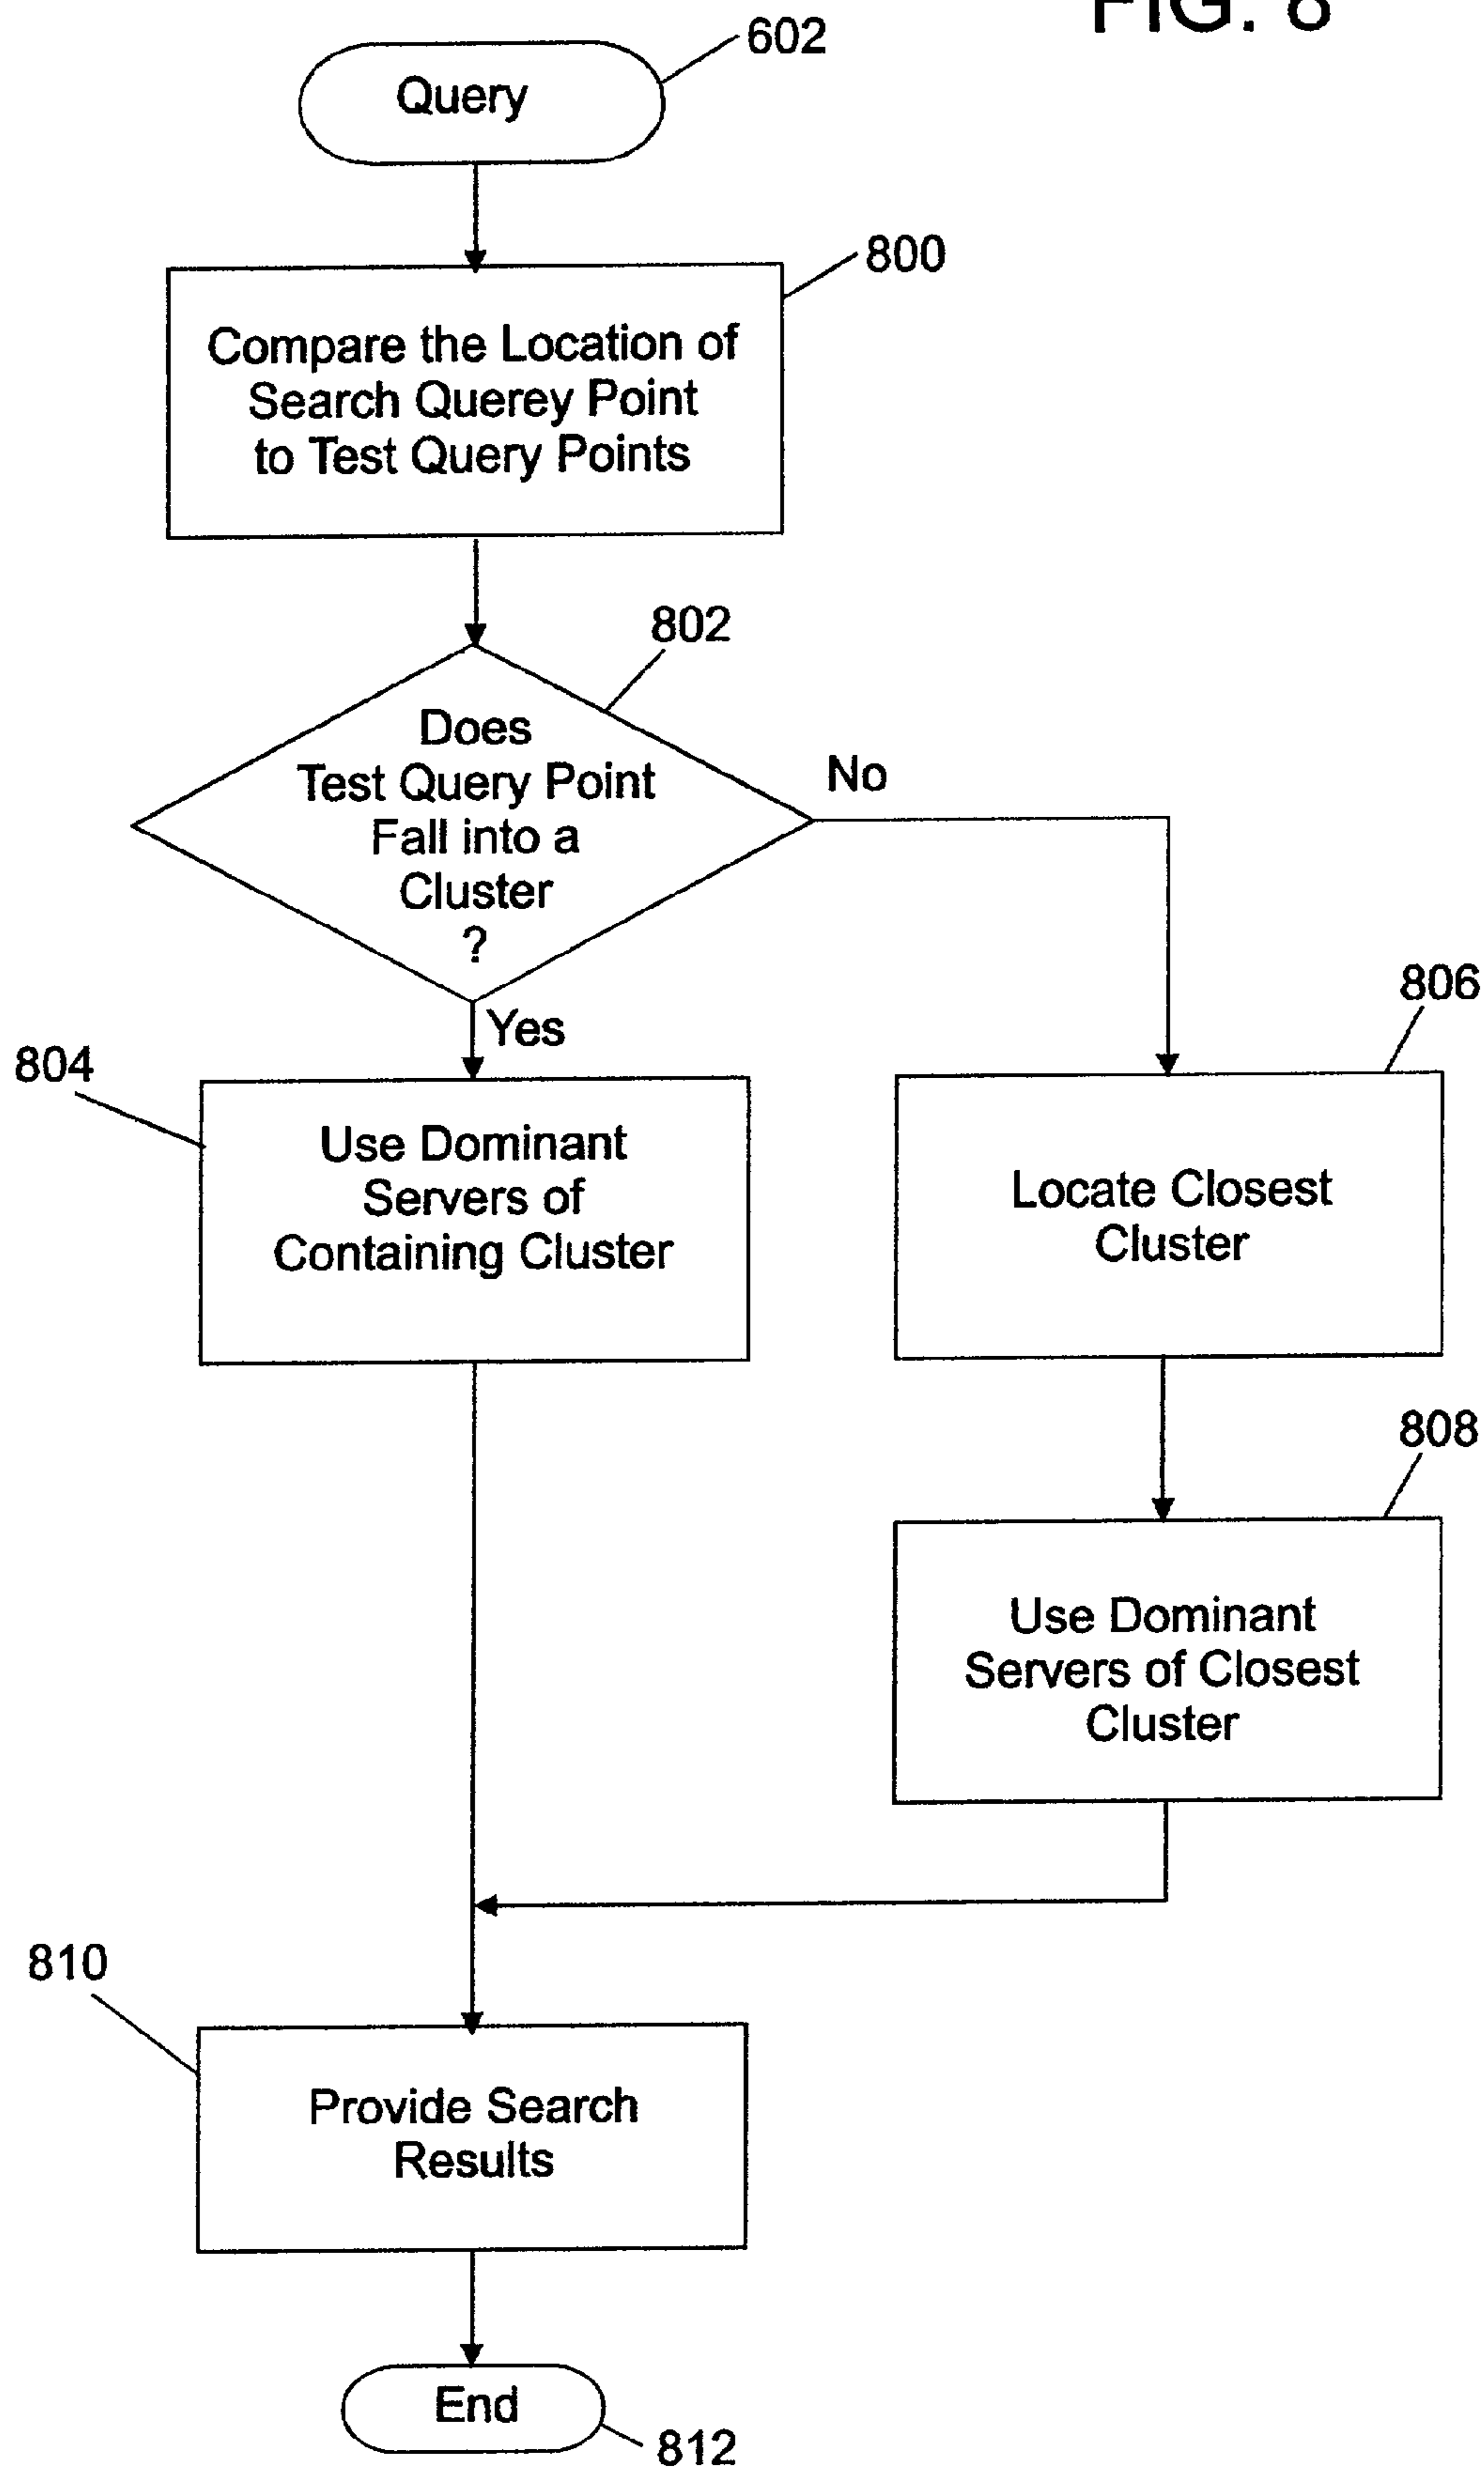 FIG. 8
602
Query
800
Compare the Location of
Search Querey Point
to Test Query Points
802
Does
Test Query Point
Fall into a
Cluster
?
No
Yes
804
Use Dominant
Servers of
Containing Cluster
806
Locate Closest
Cluster
808
Use Dominant
Servers of Closest
Cluster
810
Provide Search
Results
End
812